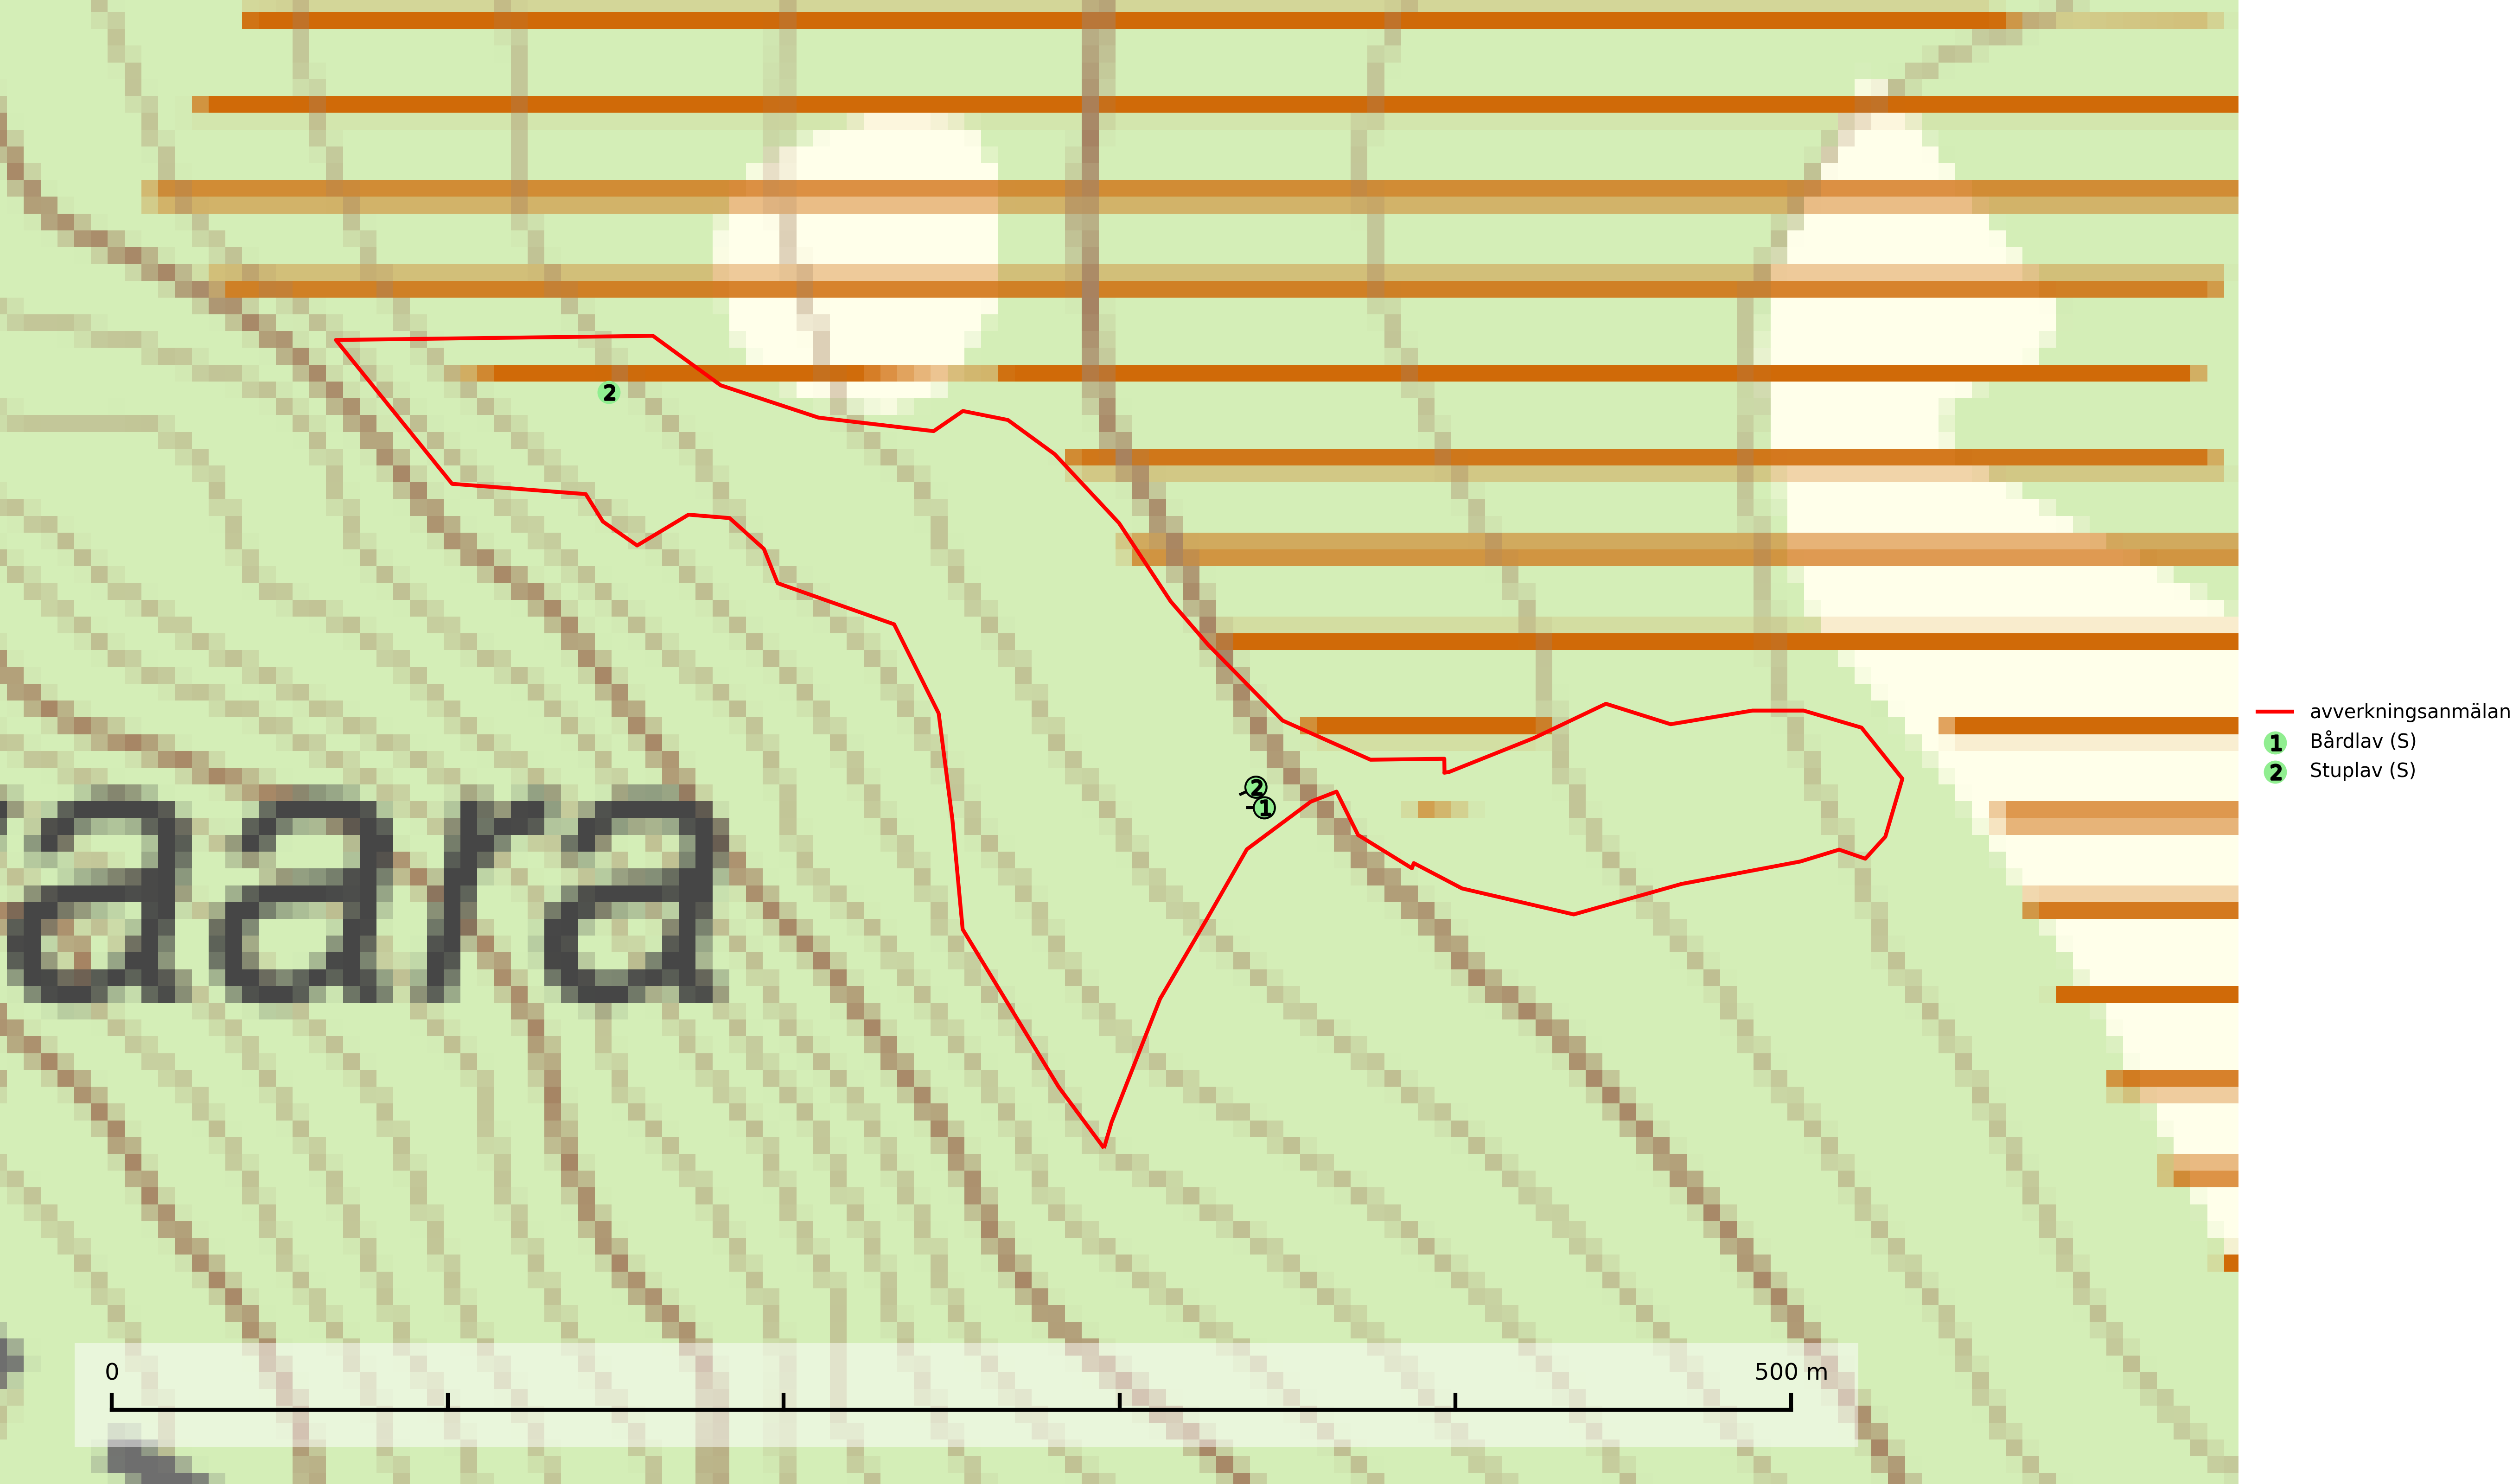 2
2
1
aara
0
500 m
avverkningsanmälan
1 Bårdlav (S)
2 Stuplav (S)